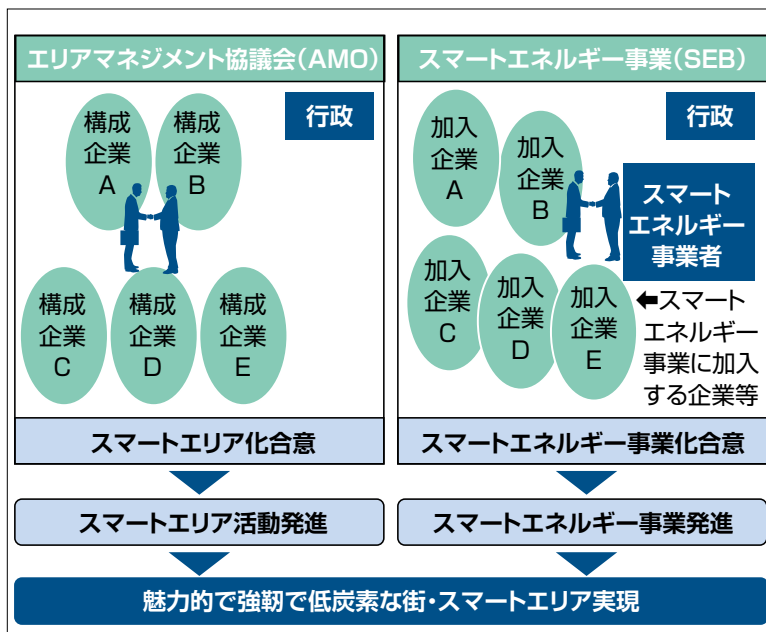 エリアマネジメント協議会(AMO)
行政
構成
企業
A
構成
企業
B
構成
企業
C
構成
企業
D
構成
企業
E
スマートエリア化合意
スマートエリア活動発進
スマートエネルギー事業(SEB)
行政
加入
企業
A
加入
企業
B
スマート
エネルギー
事業者
加入
企業
C
加入
企業
D
加入
企業
E
←スマート
エネルギー
事業に加入
する企業等
スマートエネルギー事業化合意
スマートエネルギー事業発進
魅力的で強靭で低炭素な街・スマートエリア実現